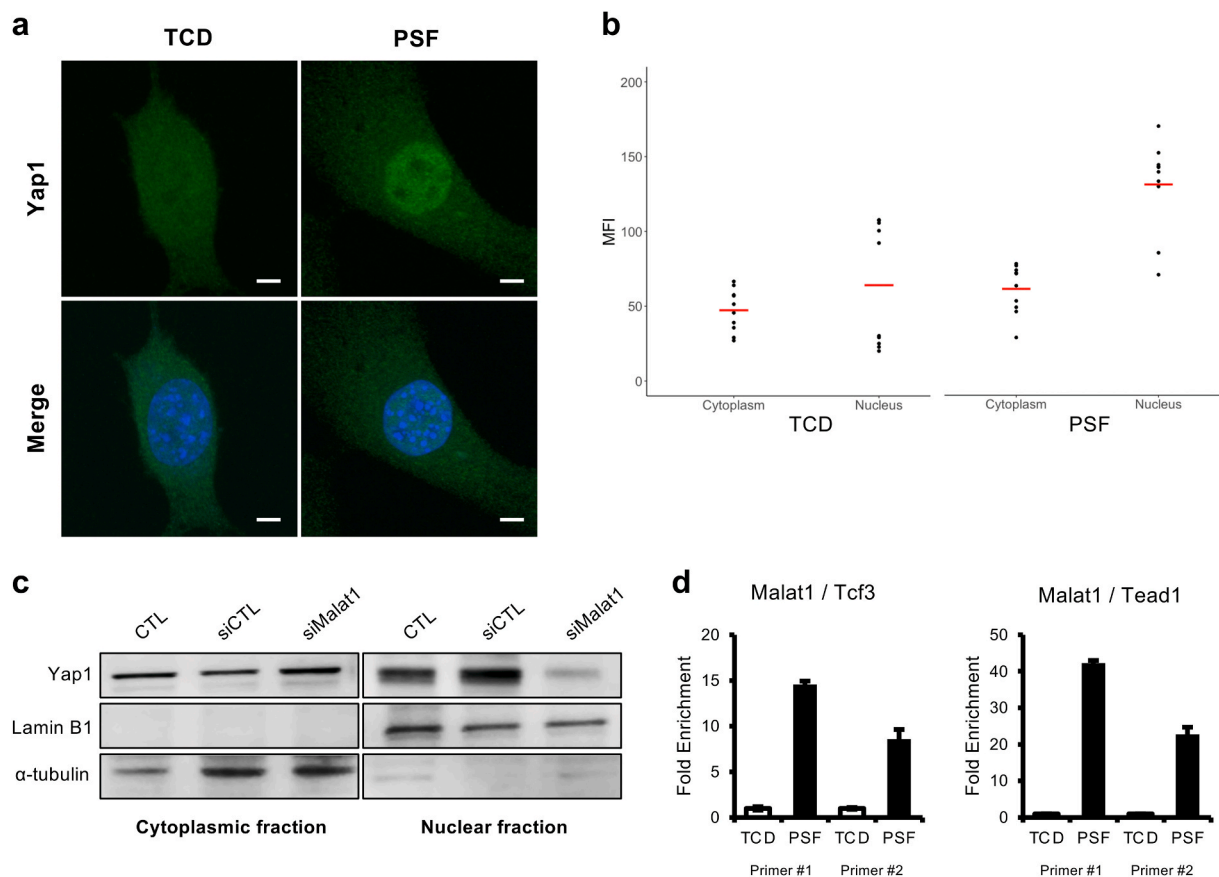 a
TCD PSF
Yap1
Merge
b
200
150
100
50
0
MFI
Cytoplasm Nucleus Cytoplasm Nucleus
TCD PSF
c
CTL siCTL siMalat1 CTL siCTL siMalat1
Yap1
Lamin B1
α-tubulin
Cytoplasmic fraction Nuclear fraction
d
Malat1 / Tcf3
Fold Enrichment
20
15
10
5
0
TCD PSF TCD PSF
Primer #1 Primer #2
Malat1 / Tead1
Fold Enrichment
50
40
30
20
10
0
TCD PSF TCD PSF
Primer #1 Primer #2